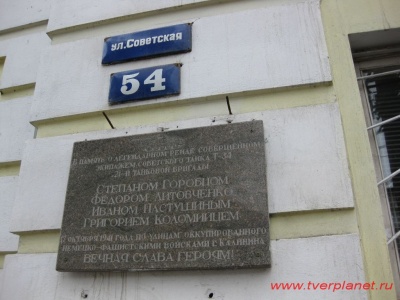 ул. Советская
54
В ПАМЯТЬ О ЛЕГЕНДАРНОМ РЕЙДЕ СОВЕРШЕННОМ
ЭКИПАЖЕМ СОВЕТСКОГО ТАНКА Т-34
21-Й ТАНКОВОЙ БРИГАДЫ
СТЕПАНОМ ГОРОБЦОМ
ФЕДОРОМ ЛИТОВЧЕНКО
ИВАНОМ ПАСТУШИНЫМ
ГРИГОРИЕМ КОЛОМИЙЦЕМ
17 ОКТЯБРЯ 1941 ГОДА ПО УЛИЦАМ ОККУПИРОВАННОГО
НЕМЕЦКО-ФАШИСТСКИМИ ВОЙСКАМИ Г. КАЛИНИНА
ВЕЧНАЯ СЛАВА ГЕРОЯМ!
www.tverplanet.ru